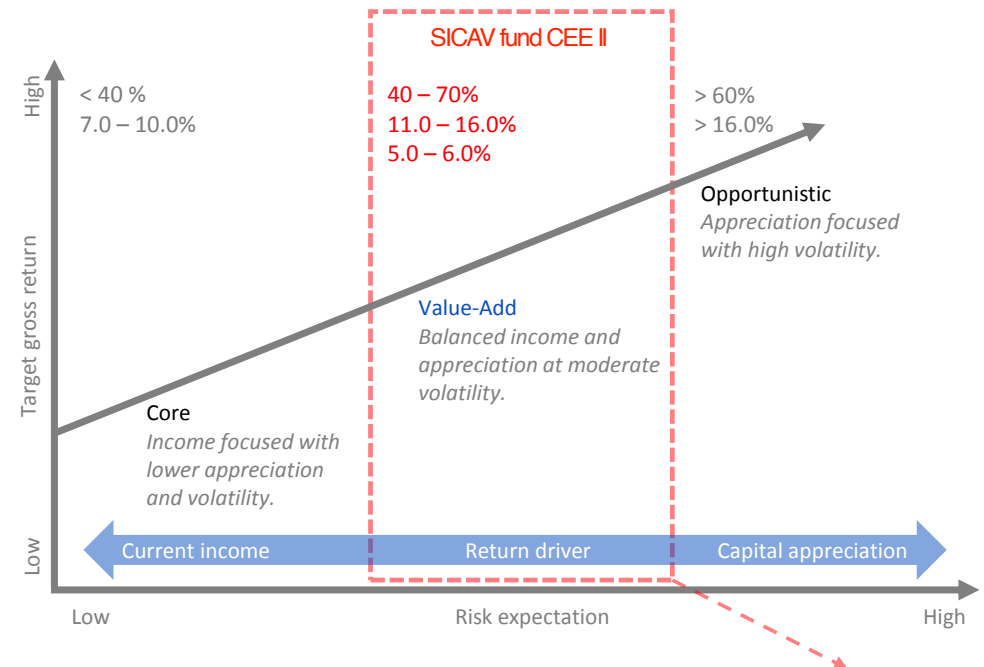 SICAV fund CEE II
High
< 40 %
7.0 – 10.0%
40 – 70%
11.0 – 16.0%
5.0 – 6.0%
> 60%
> 16.0%
Opportunistic
Appreciation focused
with high volatility.
Target gross return
Value-Add
Balanced income and
appreciation at moderate
volatility.
Core
Income focused with
lower appreciation
and volatility.
Low
Current income
Return driver
Capital appreciation
Low
Risk expectation
High